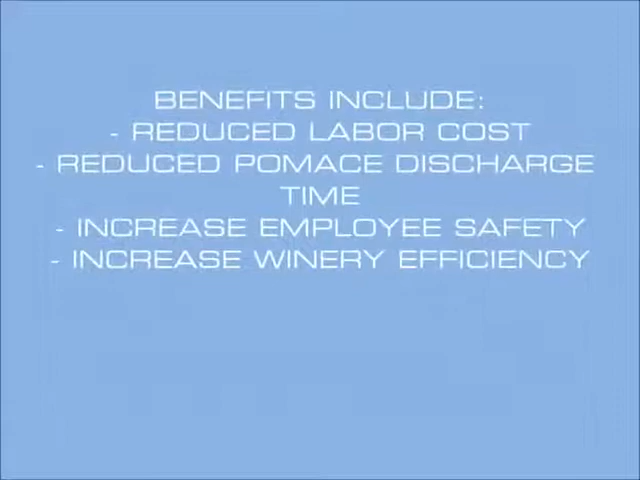 BENEFITS INCLUDE:
- REDUCED LABOR COST
- REDUCED POMACE DISCHARGE
TIME
- INCREASE EMPLOYEE SAFETY
- INCREASE WINERY EFFICIENCY